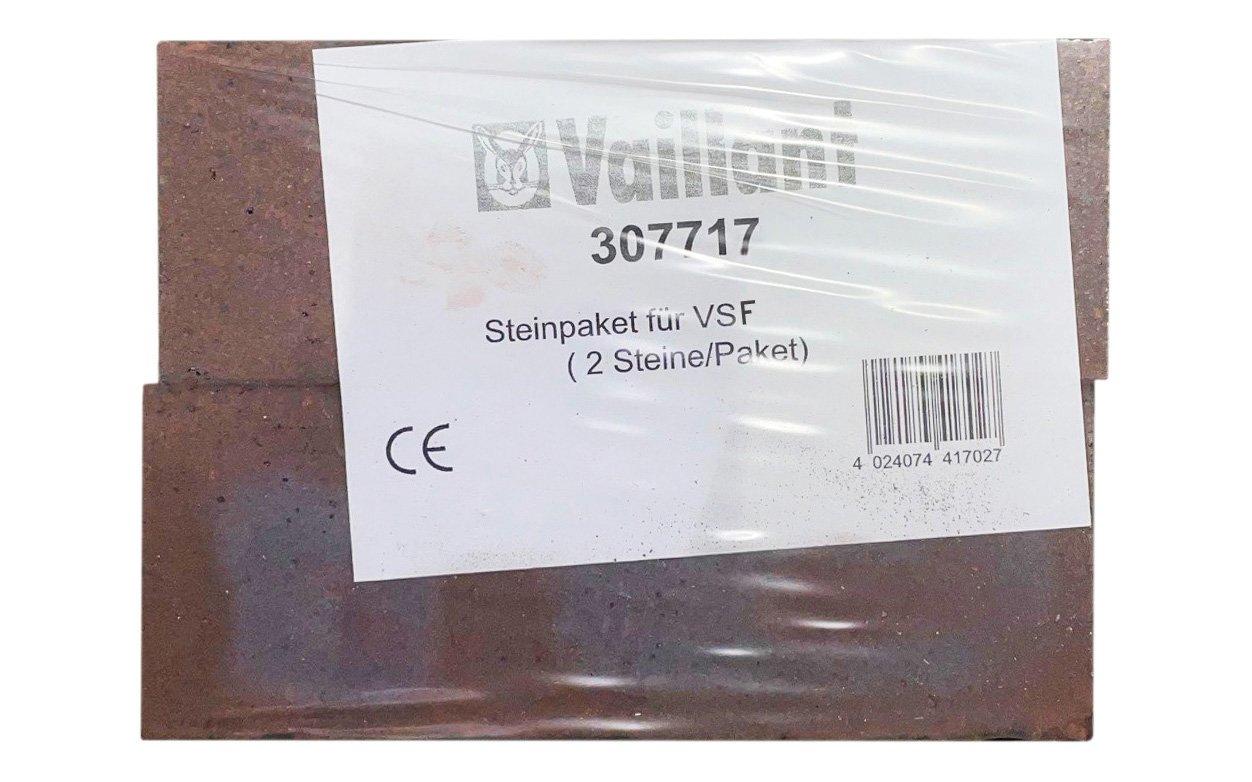 Vaillant
307717
Steinpaket für VSF
( 2 Steine/Paket)
CE
4 024074 417027